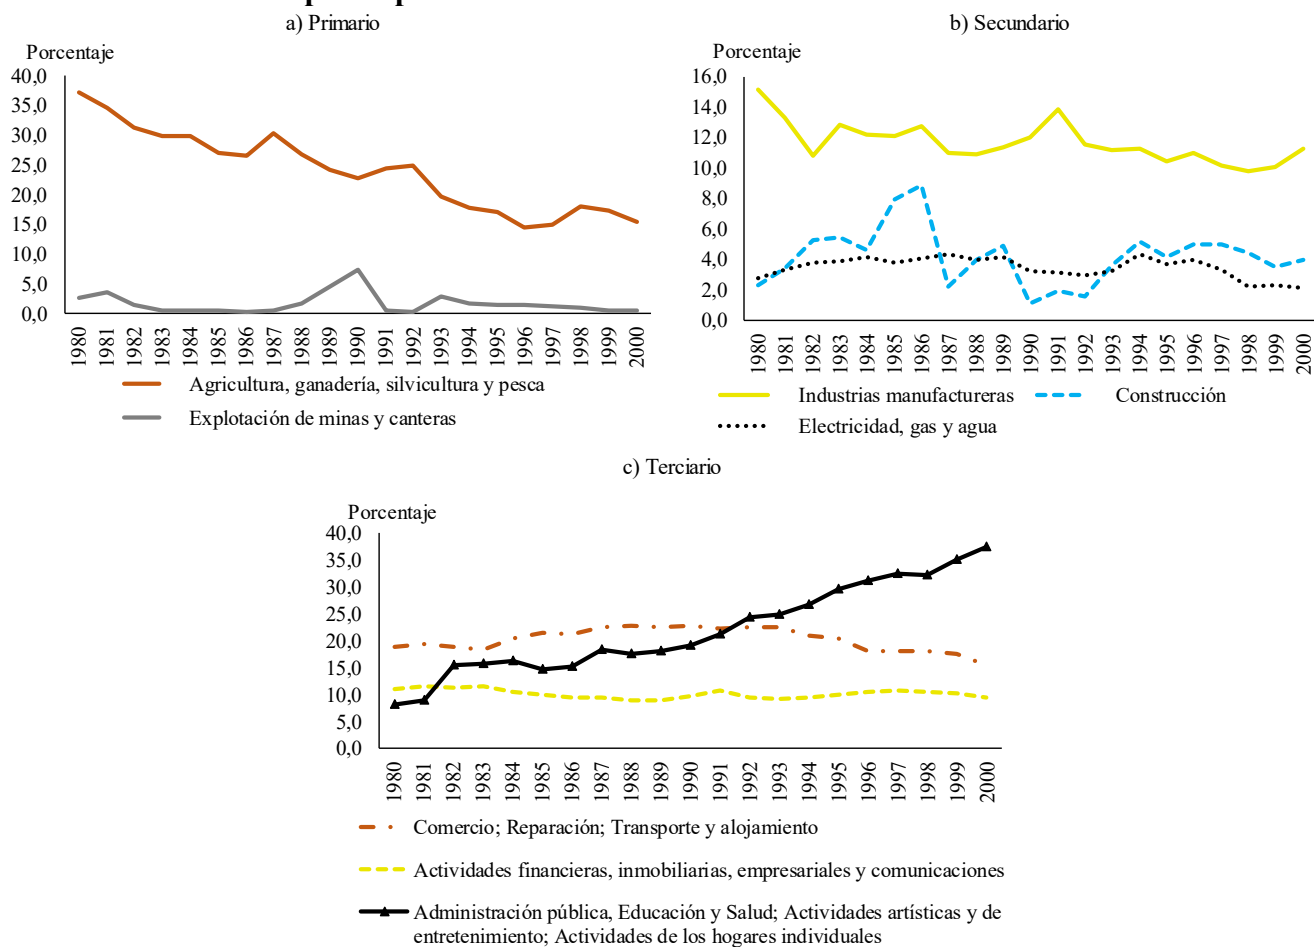 a) Primario
Porcentaje
40,0
35,0
30,0
25,0
20,0
15,0
10,0
5,0
0,0
1980 1981 1982 1983 1984 1985 1986 1987 1988 1989 1990 1991 1992 1993 1994 1995 1996 1997 1998 1999 2000
Agricultura, ganadería, silvicultura y pesca
Explotación de minas y canteras
b) Secundario
Porcentaje
16,0
14,0
12,0
10,0
8,0
6,0
4,0
2,0
0,0
1980 1981 1982 1983 1984 1985 1986 1987 1988 1989 1990 1991 1992 1993 1994 1995 1996 1997 1998 1999 2000
Industrias manufactureras Construcción
Electricidad, gas y agua
c) Terciario
Porcentaje
40,0
35,0
30,0
25,0
20,0
15,0
10,0
5,0
0,0
1980 1981 1982 1983 1984 1985 1986 1987 1988 1989 1990 1991 1992 1993 1994 1995 1996 1997 1998 1999 2000
Comercio; Reparación; Transporte y alojamiento
Actividades financieras, inmobiliarias, empresariales y comunicaciones
Administración pública, Educación y Salud; Actividades artísticas y de
entretenimiento; Actividades de los hogares individuales